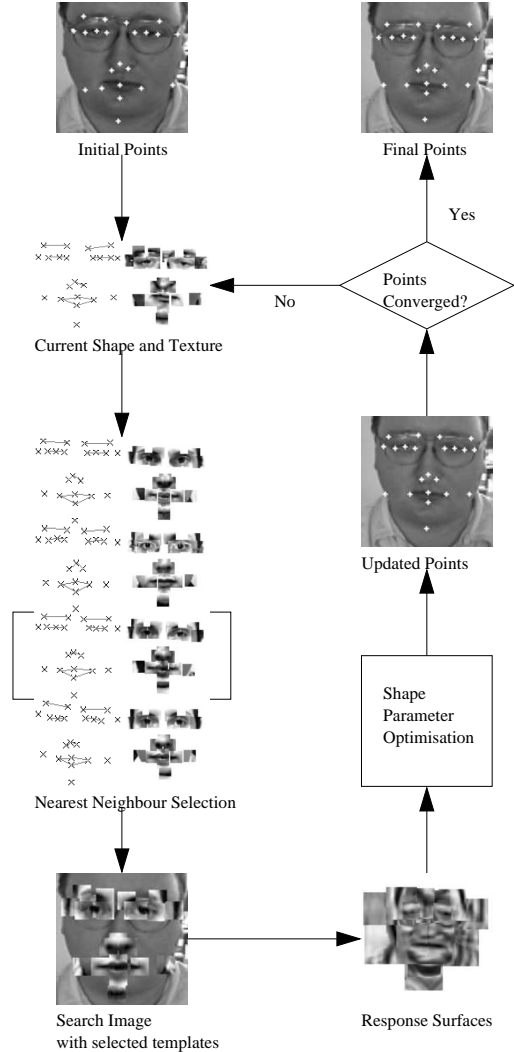 Initial Points
Final Points
Yes
No
Points
Converged?
Current Shape and Texture
Updated Points
Shape
Parameter
Optimisation
Nearest Neighbour Selection
Search Image
with selected templates
Response Surfaces